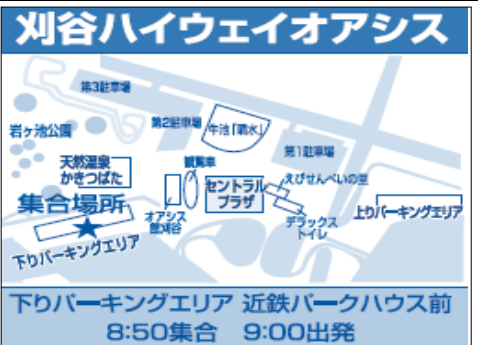 刈谷ハイウェイオアシス
第3駐車場
岩ヶ池公園
第2駐車場
牛池「噴水」
第1駐車場
天然温泉
かきつばた
観覧車
セントラル
プラザ
えびせんべいの里
集合場所
オアシス
館刈谷
デラックス
トイレ
上りパーキングエリア
下りパーキングエリア
下りパーキングエリア 近鉄パークハウス前
8:50集合 9:00出発